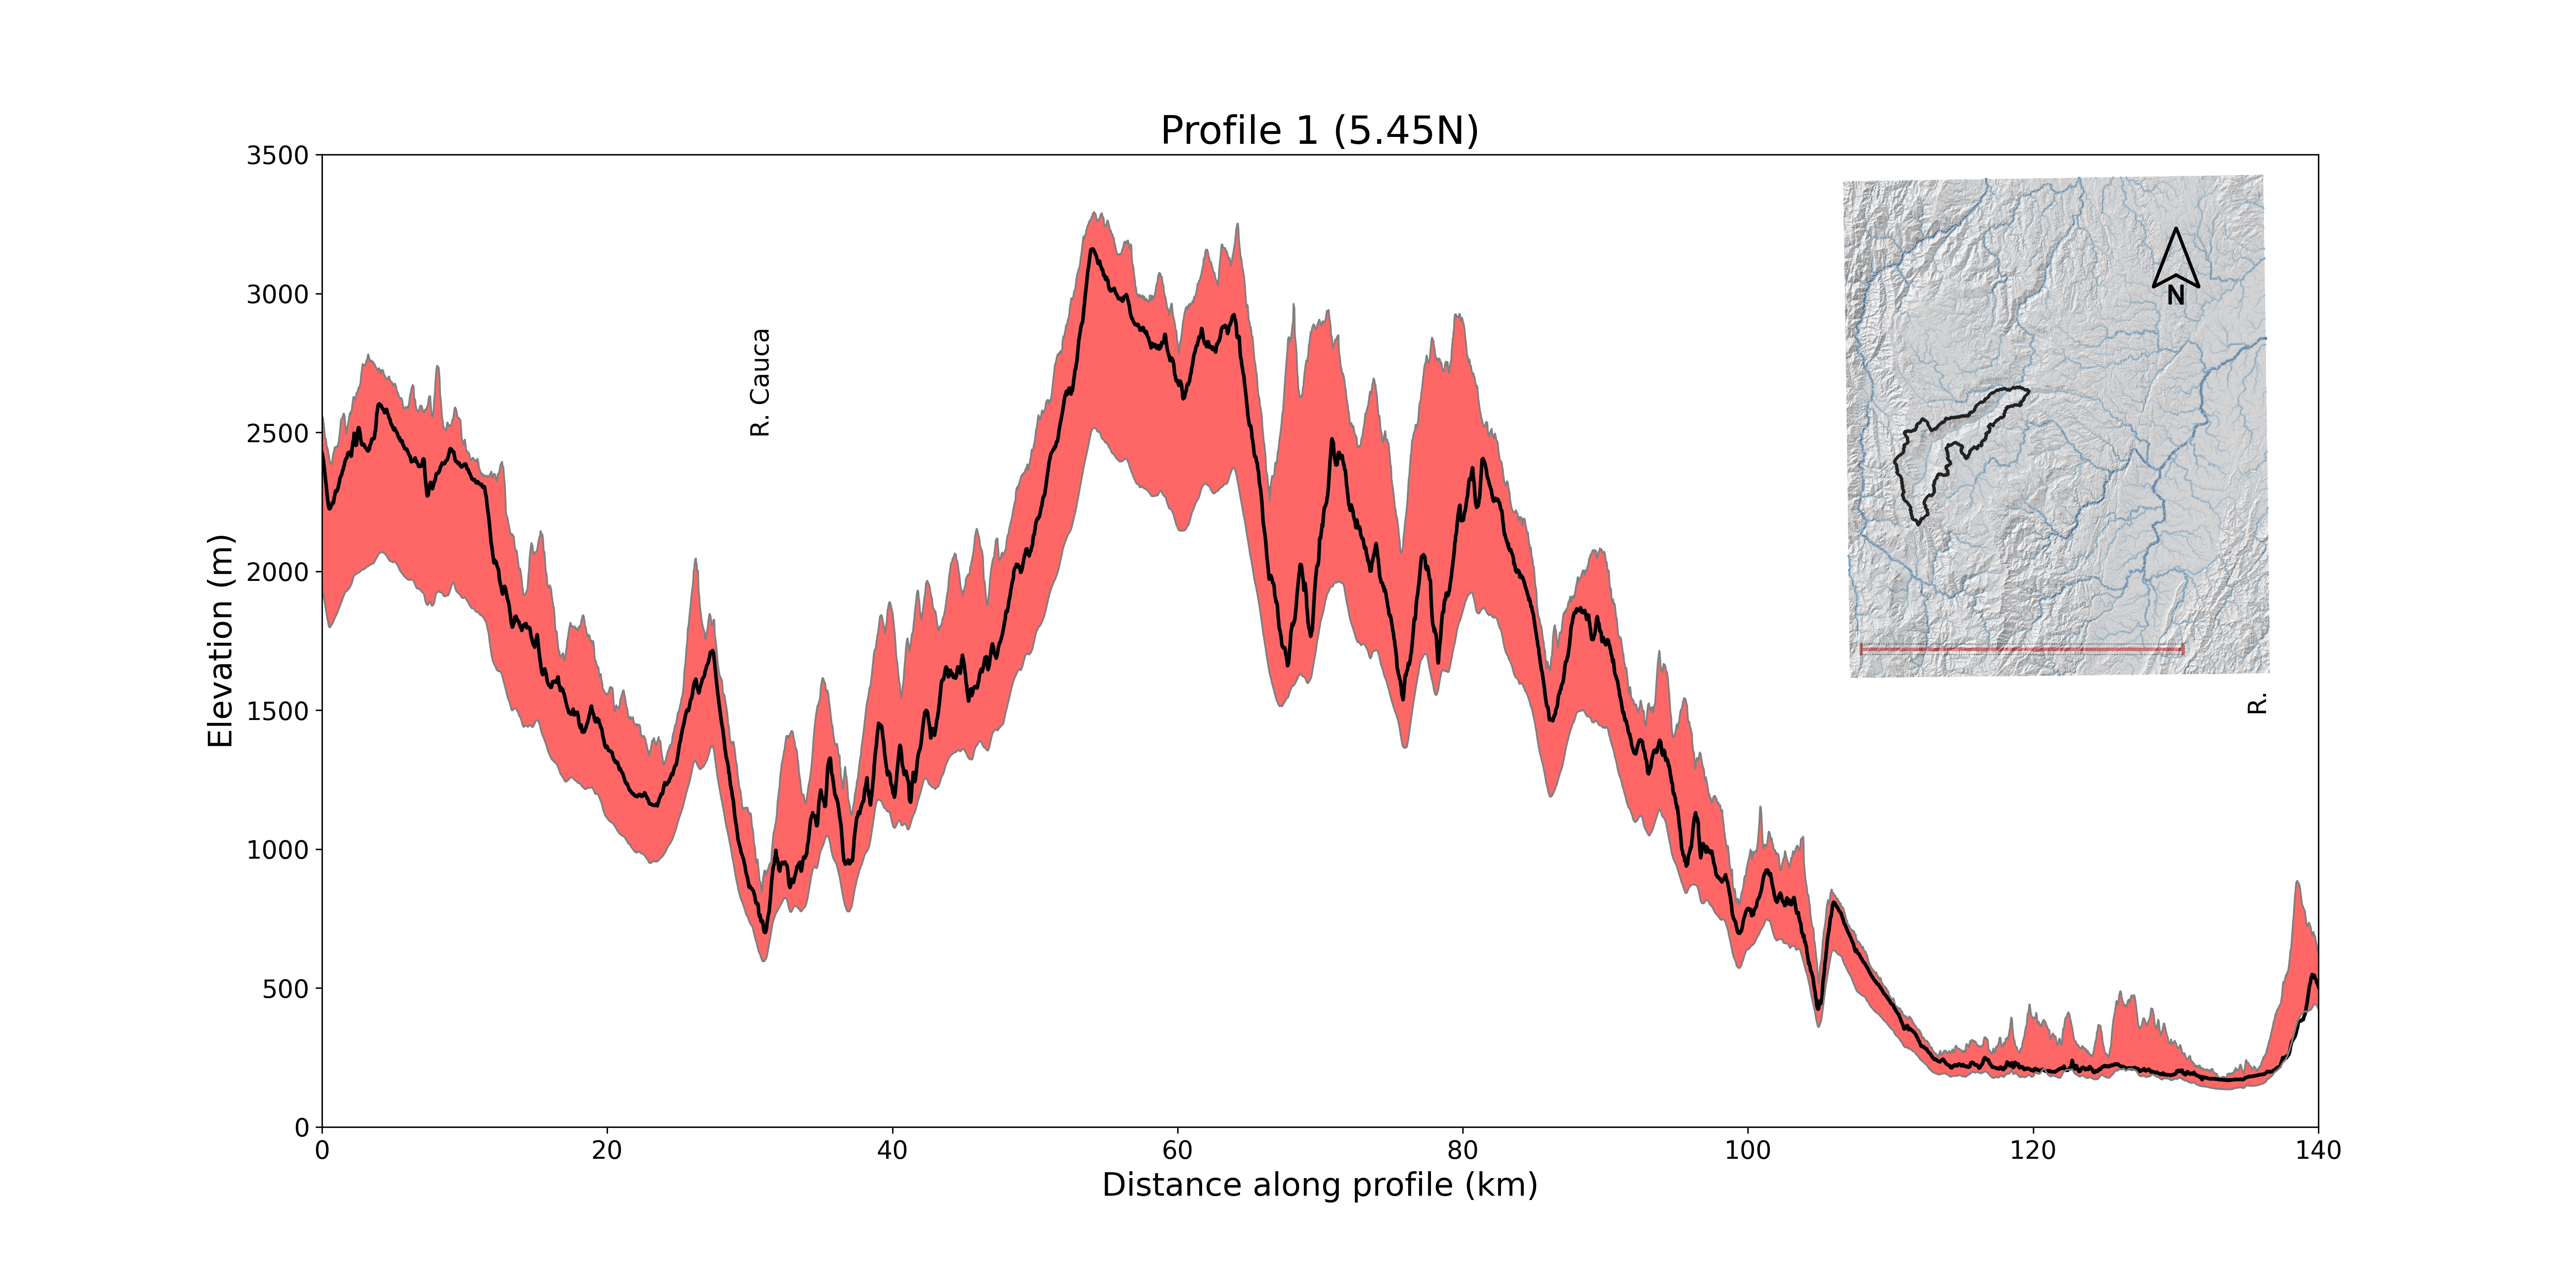 Profile 1 (5.45N)
Elevation (m)
3500
3000
2500
2000
1500
1000
500
0
R. Cauca
N
R.
0 20 40 60 80 100 120 140
Distance along profile (km)